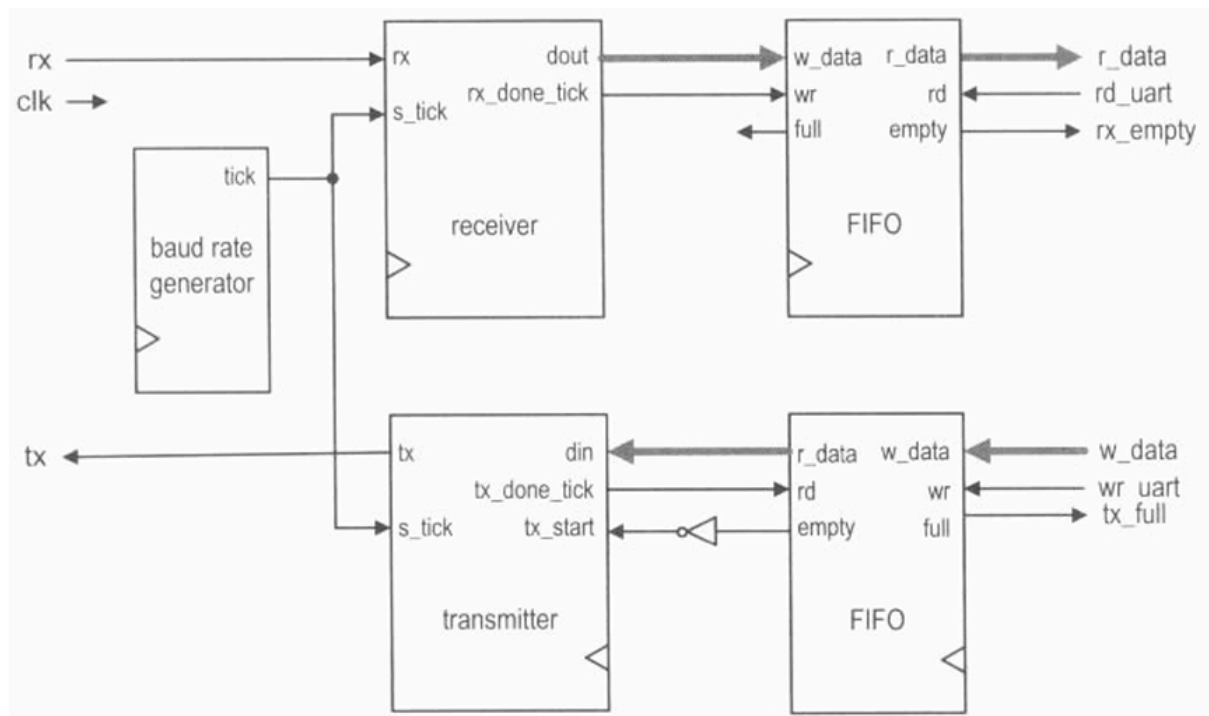 rx
clk
rx
dout
rx_done_tick
s_tick
receiver
w_data
r_data
wr
rd
full
empty
FIFO
r_data
rd_uart
rx_empty
tick
baud rate
generator
tx
tx
din
tx_done_tick
s_tick
tx_start
transmitter
r_data
w_data
rd
wr
empty
full
FIFO
w_data
wr_uart
tx_full